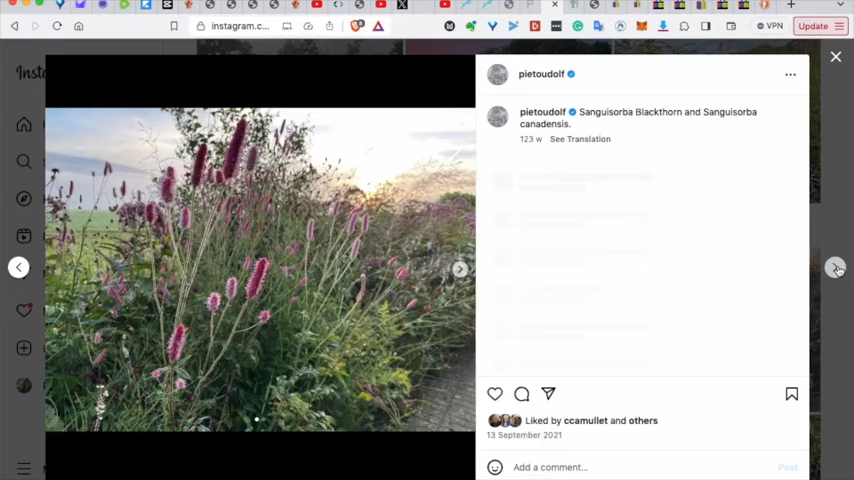 instagram.c...
VPN
Update
Inst
pietoudolf
pietoudolf Sanguisorba Blackthorn and Sanguisorba
canadensis.
123 w See Translation
Liked by ccamullet and others
13 September 2021
Add a comment...
Post